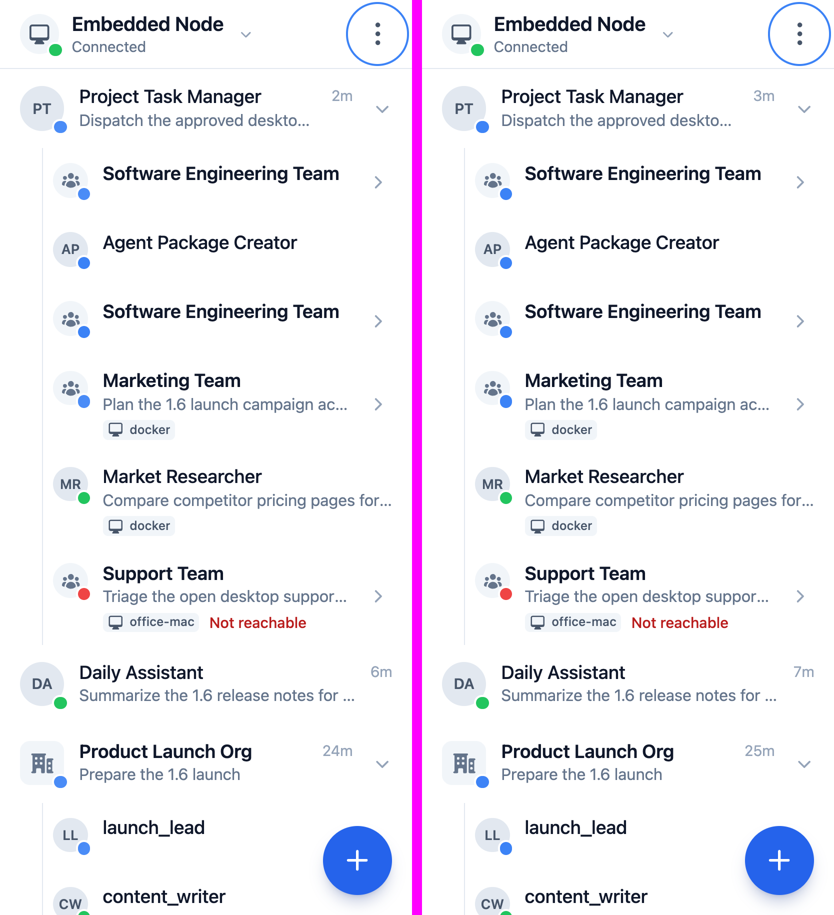 Embedded Node
Connected
PT
Project Task Manager
2m
Dispatch the approved deskto...
Software Engineering Team
AP
Agent Package Creator
Software Engineering Team
Marketing Team
Plan the 1.6 launch campaign ac...
docker
MR
Market Researcher
Compare competitor pricing pages for...
docker
Support Team
Triage the open desktop suppor...
office-mac Not reachable
DA
Daily Assistant
6m
Summarize the 1.6 release notes for ...
Product Launch Org
24m
Prepare the 1.6 launch
LL
launch_lead
CW
content_writer
Embedded Node
Connected
PT
Project Task Manager
3m
Dispatch the approved deskto...
Software Engineering Team
AP
Agent Package Creator
Software Engineering Team
Marketing Team
Plan the 1.6 launch campaign ac...
docker
MR
Market Researcher
Compare competitor pricing pages for...
docker
Support Team
Triage the open desktop suppor...
office-mac Not reachable
DA
Daily Assistant
7m
Summarize the 1.6 release notes for ...
Product Launch Org
25m
Prepare the 1.6 launch
LL
launch_lead
CW
content_writer